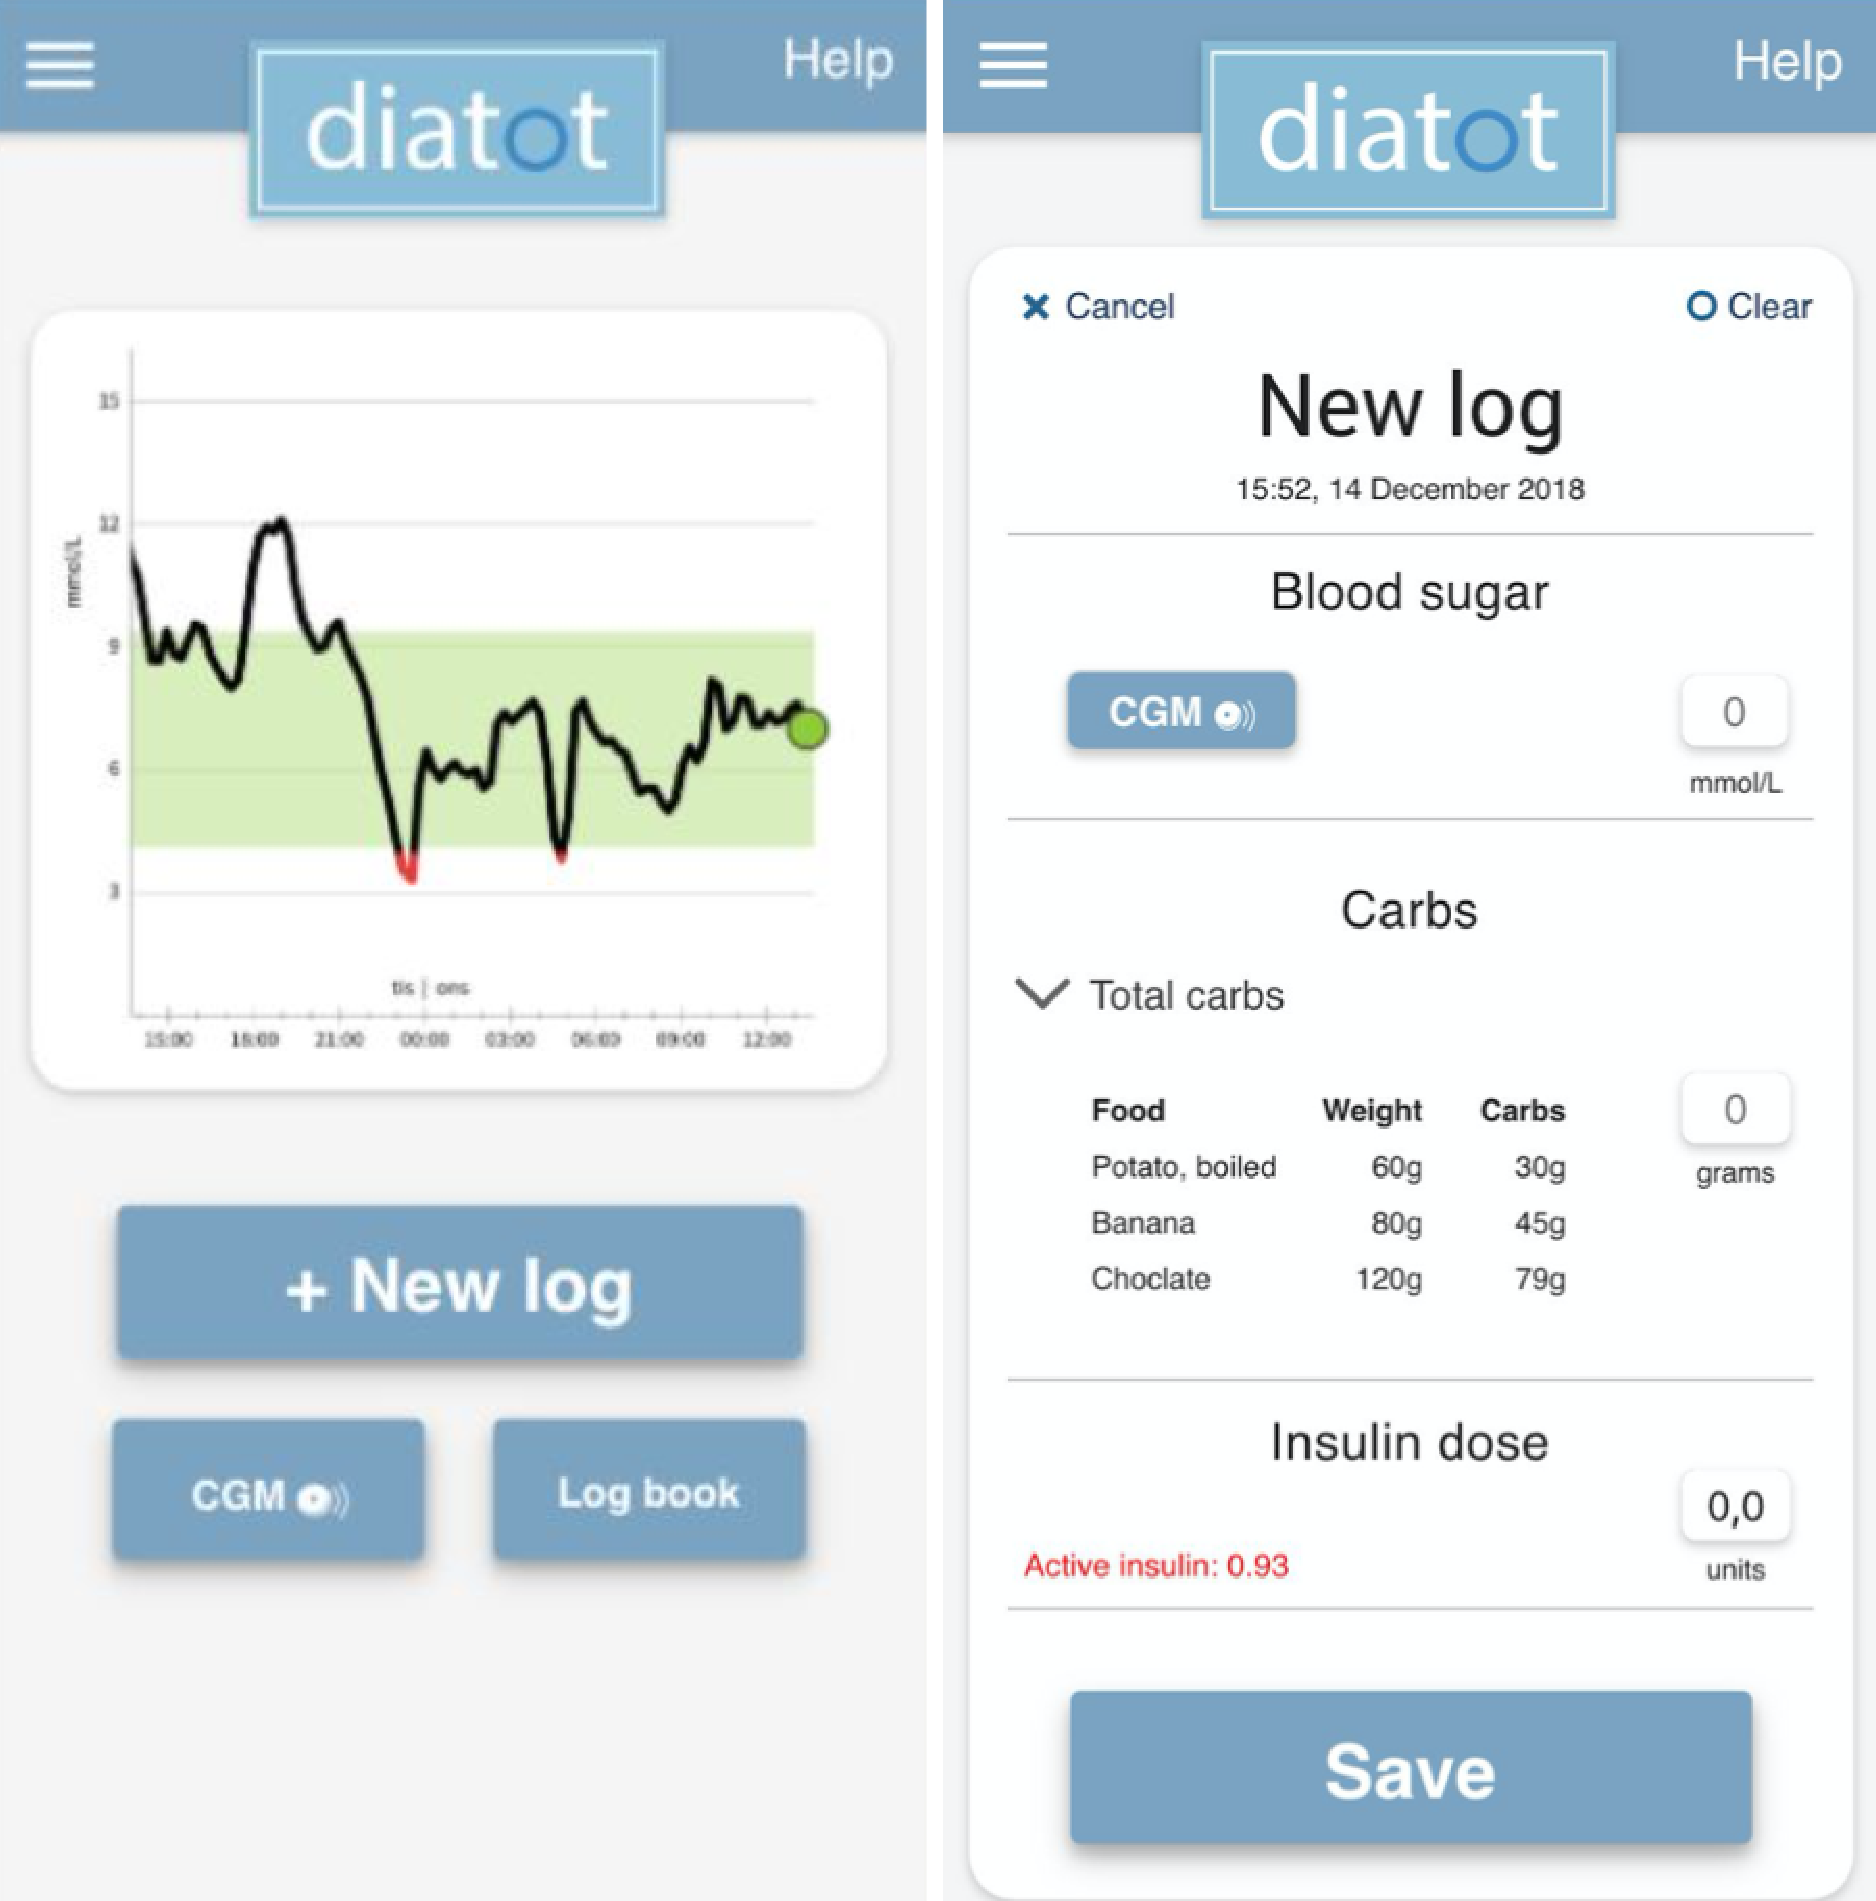 Help
diatot
15
12
mmol/L
9
6
3
tis | ons
15:00 18:00 21:00 00:00 03:00 06:00 09:00 12:00
+ New log
CGM
Log book
Help
diatot
Cancel
Clear
New log
15:52, 14 December 2018
Blood sugar
CGM
0
mmol/L
Carbs
Total carbs
Food Weight Carbs
0
grams
Potato, boiled 60g 30g
Banana 80g 45g
Choclate 120g 79g
Insulin dose
0,0
units
Active insulin: 0.93
Save